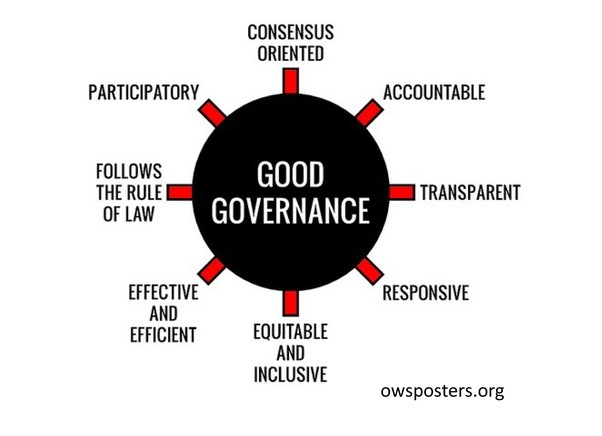 CONSENSUS
ORIENTED
PARTICIPATORY
ACCOUNTABLE
FOLLOWS
THE RULE
OF LAW
GOOD
GOVERNANCE
TRANSPARENT
EFFECTIVE
AND
EFFICIENT
RESPONSIVE
EQUITABLE
AND
INCLUSIVE
owsposters.org